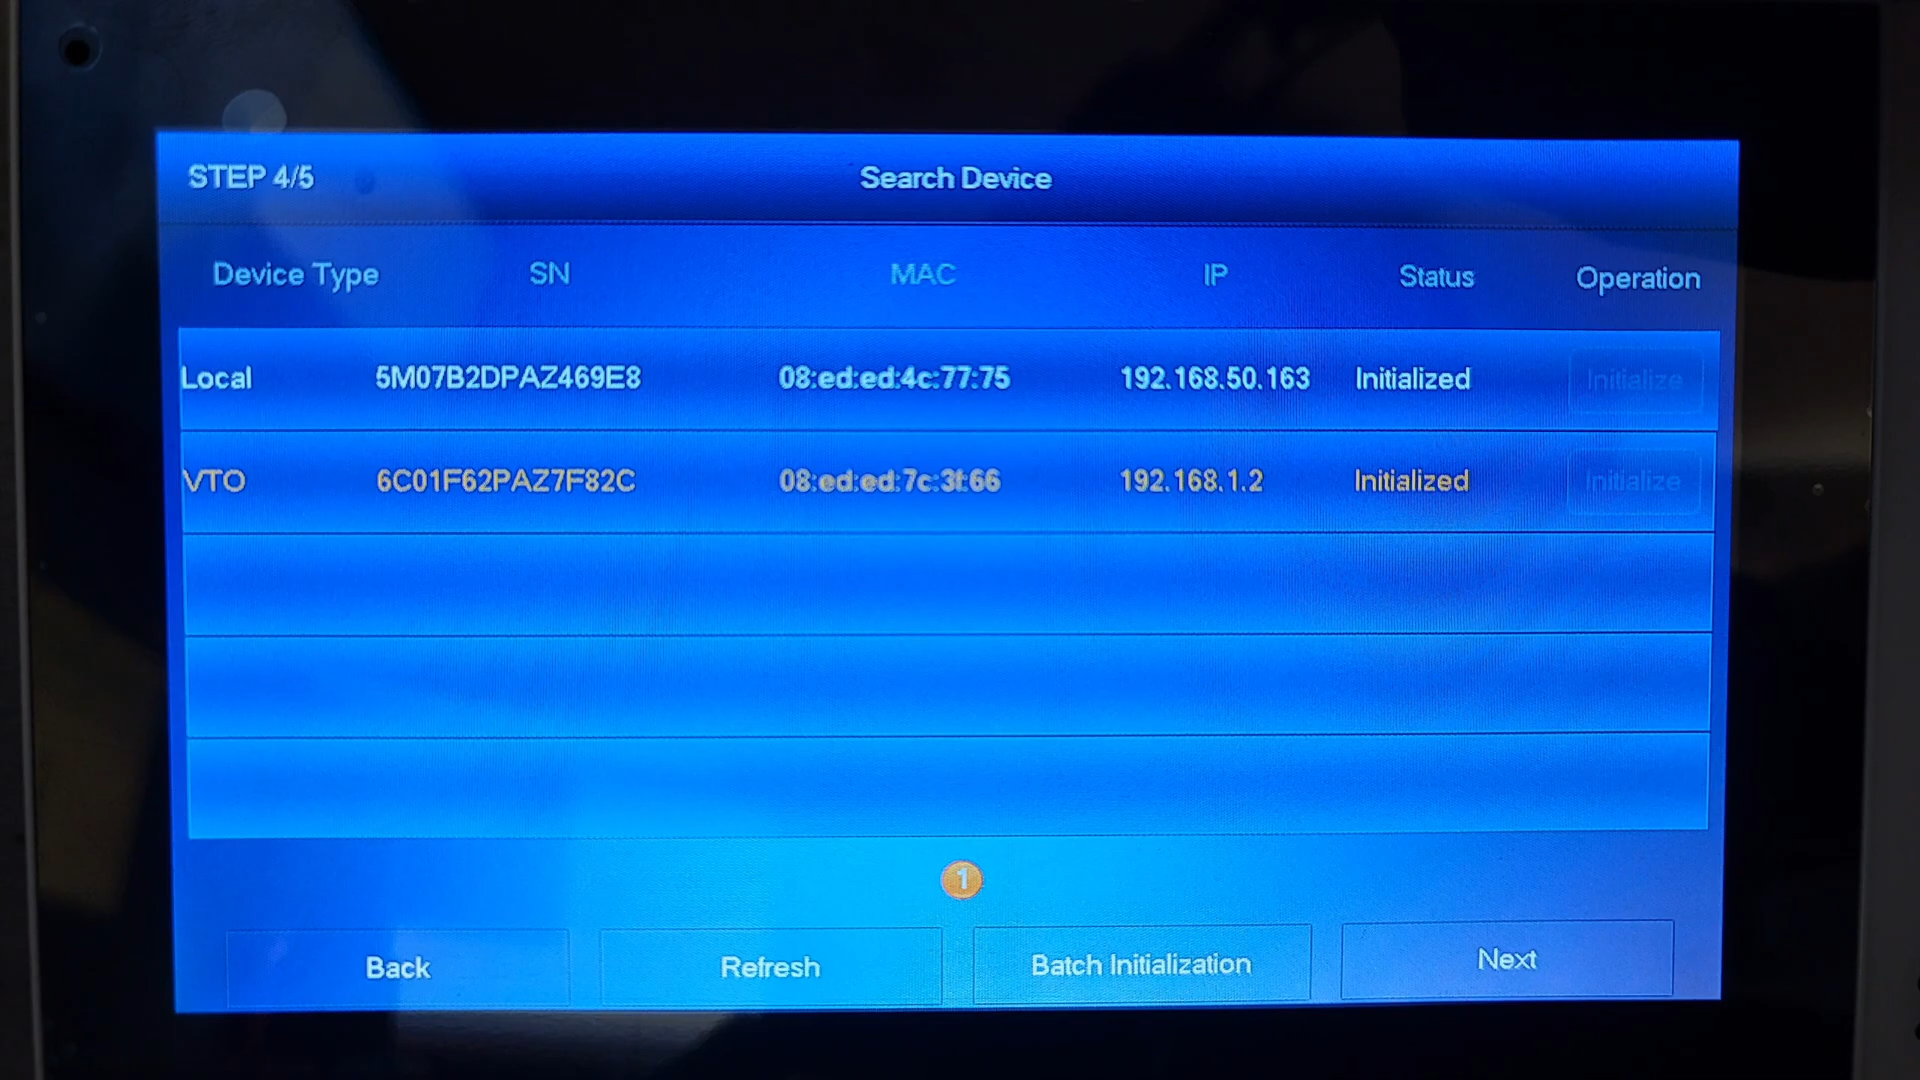 STEP 4/5
Search Device
Device Type SN MAC IP Status Operation
Local 5M07B2DPAZ469E8 08:ed:ed:4c:77:75 192.168.50.163 Initialized Initialize
VTO 6C01F62PAZ7F82C 08:ed:ed:7c:3f:66 192.168.1.2 Initialized Initialize
1
Back Refresh Batch Initialization Next